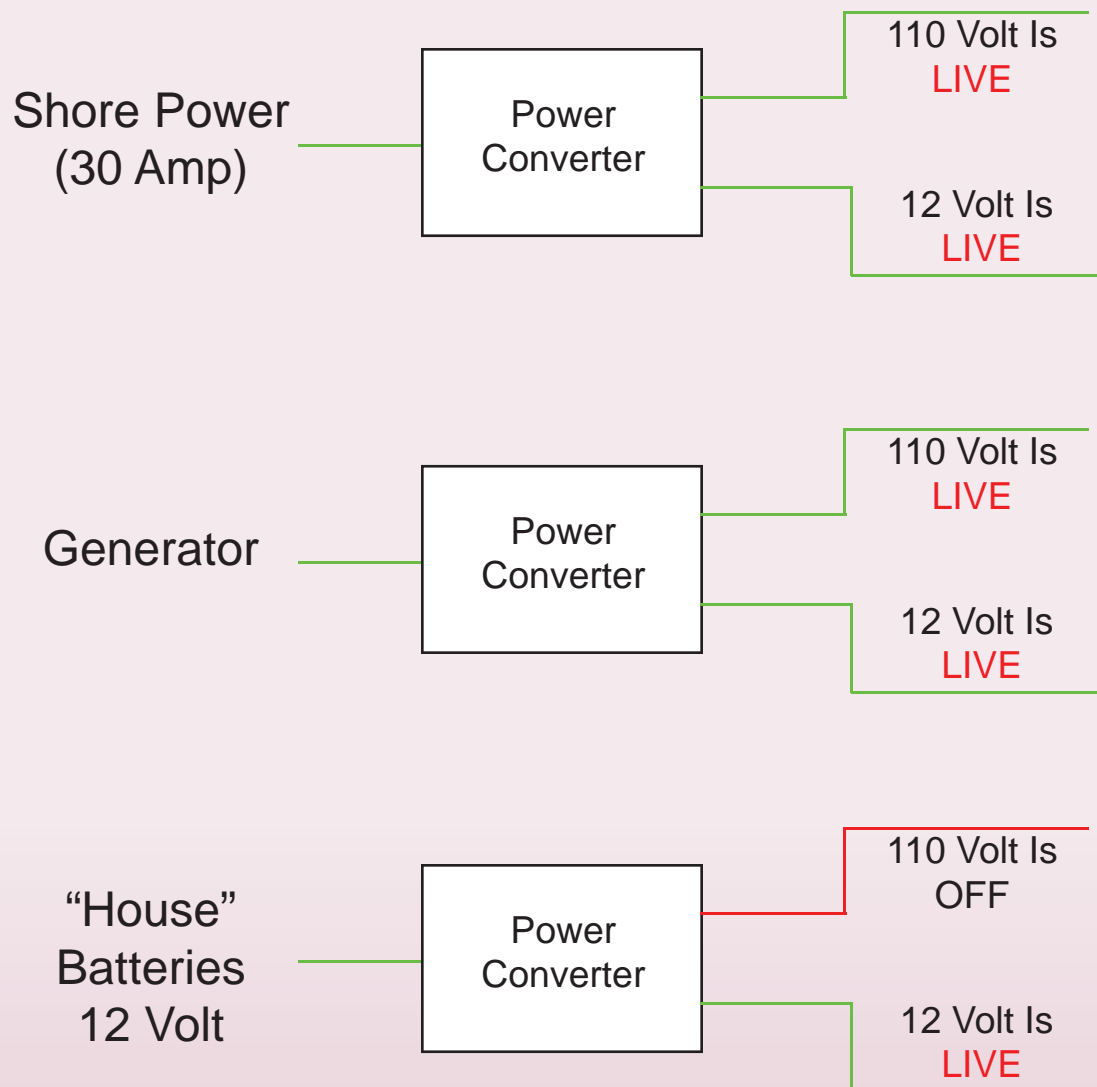 Shore Power
(30 Amp)
Power
Converter
110 Volt Is
LIVE
12 Volt Is
LIVE
Generator
Power
Converter
110 Volt Is
LIVE
12 Volt Is
LIVE
“House”
Batteries
12 Volt
Power
Converter
110 Volt Is
OFF
12 Volt Is
LIVE